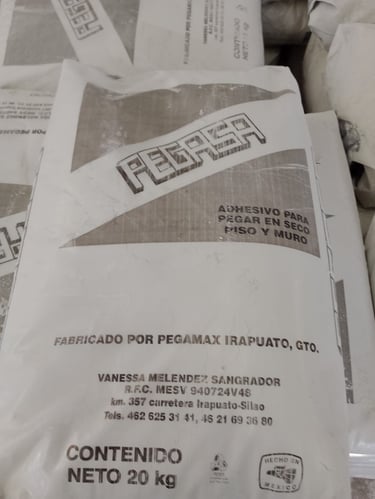 PEGASA
ADHESIVO PARA
PEGAR EN SECO
PISO Y MURO
FABRICADO POR PEGAMAX IRAPUATO, GTO.
VANESSA MELENDEZ SANGRADOR
R.F.C. MESV 940724V48
km. 357 carretera Irapuato-Silao
Tels. 462 625 31 41, 46 21 69 36 80
CONTENIDO
NETO 20 kg
HECHO EN
MEXICO